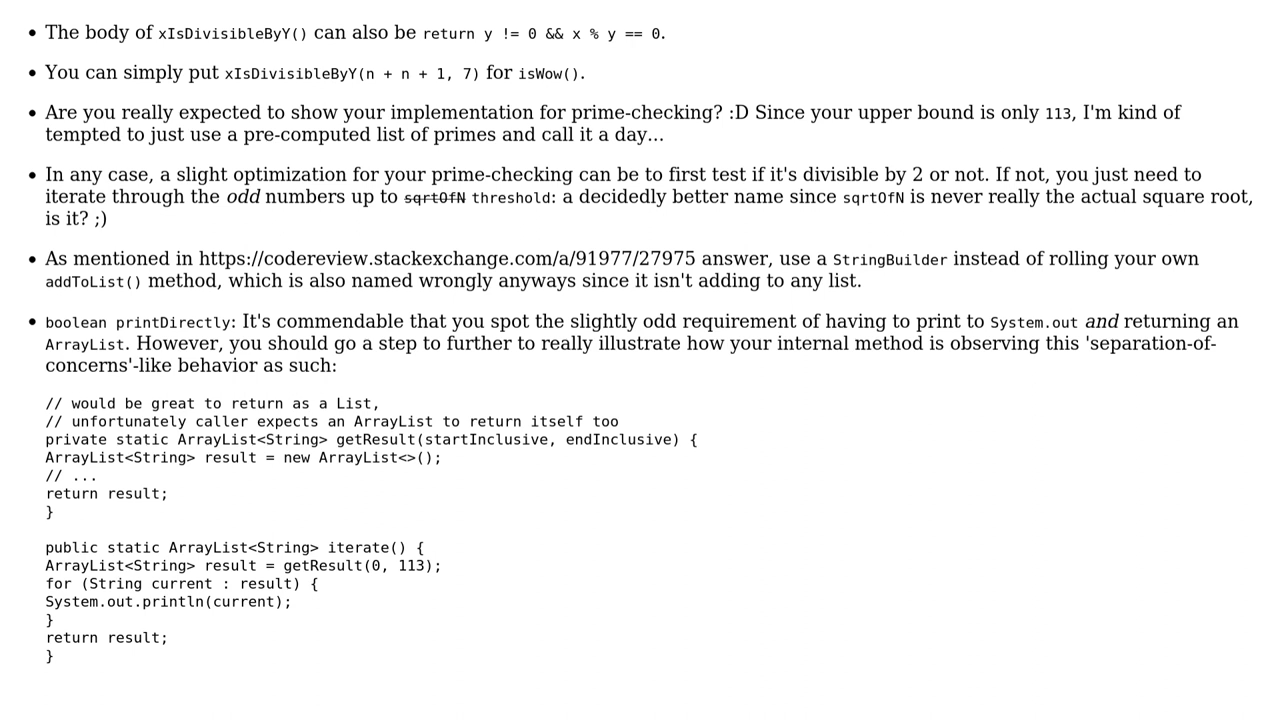 • The body of xIsDivisibleByY() can also be return y != 0 && x % y == 0.
• You can simply put xIsDivisibleByY(n + n + 1, 7) for isWow().
• Are you really expected to show your implementation for prime-checking? :D Since your upper bound is only 113, I'm kind of
tempted to just use a pre-computed list of primes and call it a day...
• In any case, a slight optimization for your prime-checking can be to first test if it's divisible by 2 or not. If not, you just need to
iterate through the odd numbers up to sqrtOfN threshold: a decidedly better name since sqrtOfN is never really the actual square root,
is it? ;)
• As mentioned in https://codereview.stackexchange.com/a/91977/27975 answer, use a StringBuilder instead of rolling your own
addToList() method, which is also named wrongly anyways since it isn't adding to any list.
• boolean printDirectly: It's commendable that you spot the slightly odd requirement of having to print to System.out and returning an
ArrayList. However, you should go a step to further to really illustrate how your internal method is observing this 'separation-of-
concerns'-like behavior as such:
// would be great to return as a List,
// unfortunately caller expects an ArrayList to return itself too
private static ArrayList<String> getResult(startInclusive, endInclusive) {
ArrayList<String> result = new ArrayList<>();
// ...
return result;
}
public static ArrayList<String> iterate() {
ArrayList<String> result = getResult(0, 113);
for (String current : result) {
System.out.println(current);
}
return result;
}